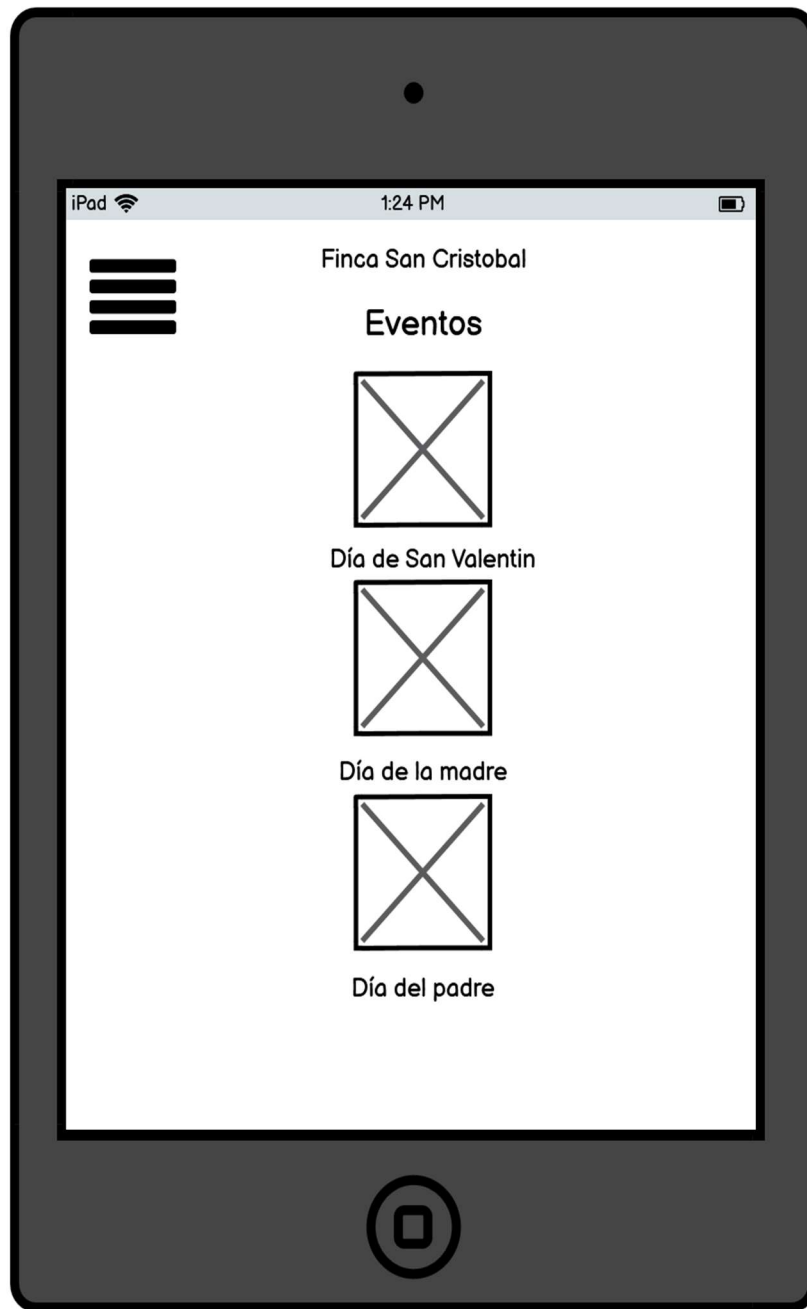 iPad 1:24 PM
Finca San Cristobal
Eventos
Día de San Valentin
Día de la madre
Día del padre